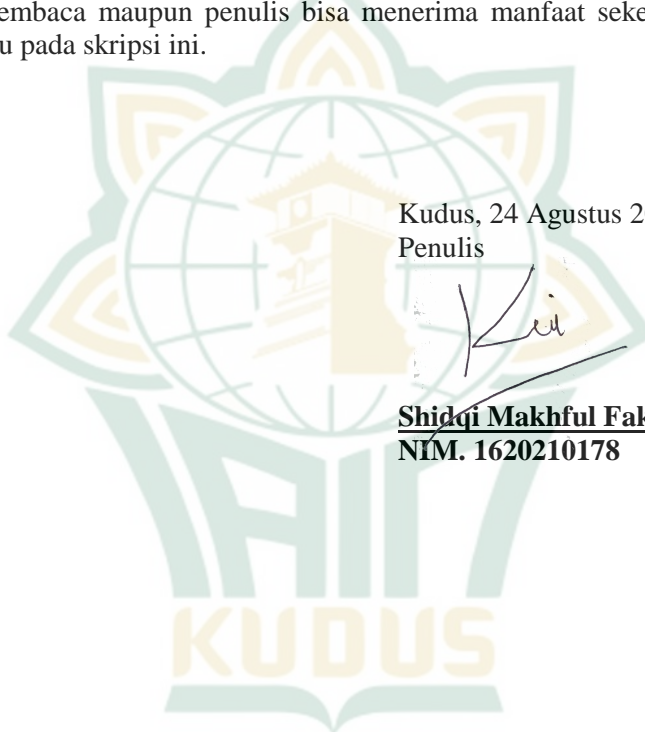 embaca maupun penulis bisa menerima manfaat seke
u pada skripsi ini.
Kudus, 24 Agustus 2
Penulis
Shidqi Makhful Fak
NIM. 1620210178
IAIN
KUDUS